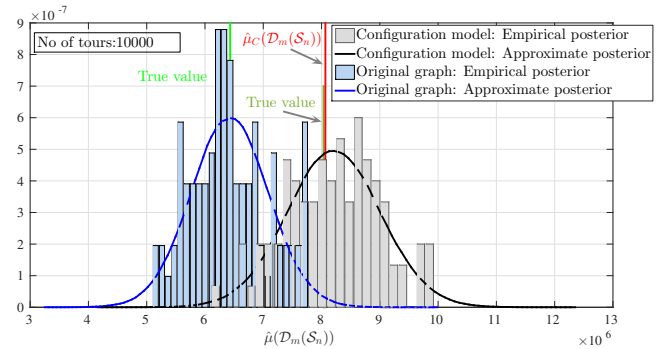 ×10⁻⁷
No of tours:10000
μ̂_C(D_m(S_n))
True value
True value
Configuration model: Empirical posterior
Configuration model: Approximate posterior
Original graph: Empirical posterior
Original graph: Approximate posterior
9
8
7
6
5
4
3
2
1
0
3 4 5 6 7 8 9 10 11 12 13
μ̂(D_m(S_n))
×10⁶